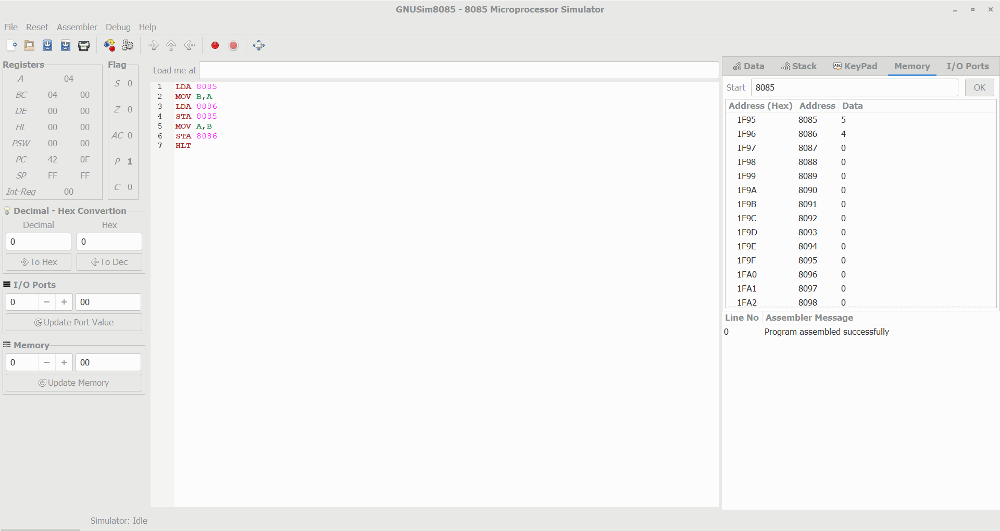 GNUSim8085 - 8085 Microprocessor Simulator
File Reset Assembler Debug Help
Registers
A 04
BC 04 00
DE 00 00
HL 00 00
PSW 00 00
PC 42 0F
SP FF FF
Int-Reg 00
Flag
S 0
Z 0
AC 0
P 1
C 0
Decimal - Hex Convertion
Decimal Hex
0 0
To Hex To Dec
I/O Ports
0 − + 00
Update Port Value
Memory
0 − + 00
Update Memory
Load me at
1 LDA 8085
2 MOV B,A
3 LDA 8086
4 STA 8085
5 MOV A,B
6 STA 8086
7 HLT
Data Stack Abc KeyPad Memory I/O Ports
Start 8085 OK
Address (Hex) Address Data
1F95 8085 5
1F96 8086 4
1F97 8087 0
1F98 8088 0
1F99 8089 0
1F9A 8090 0
1F9B 8091 0
1F9C 8092 0
1F9D 8093 0
1F9E 8094 0
1F9F 8095 0
1FA0 8096 0
1FA1 8097 0
1FA2 8098 0
Line No Assembler Message
0 Program assembled successfully
Simulator: Idle